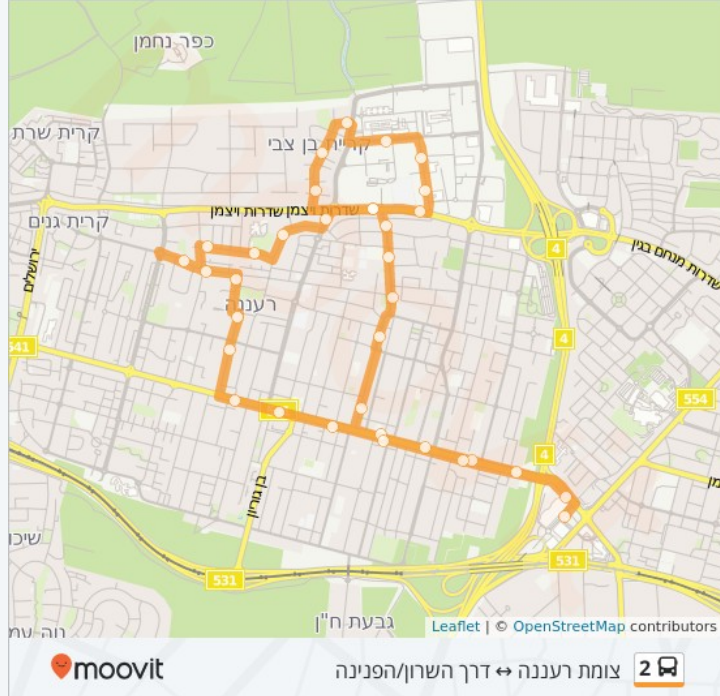 כפר נחמן
קרית שרת
קריית בן צבי
שדרות ויצמן
שדרות ויצמן
שדרות ויצמן
קרית גנים
ירושלים
4
שדרות מנחם בגין
רעננה
4
541
554
4
בן גוריון
531
531
גבעת ח"ן
Leaflet | © OpenStreetMap contributors
moovit
צומת רעננה ↔ דרך השרון/הפנינה
2